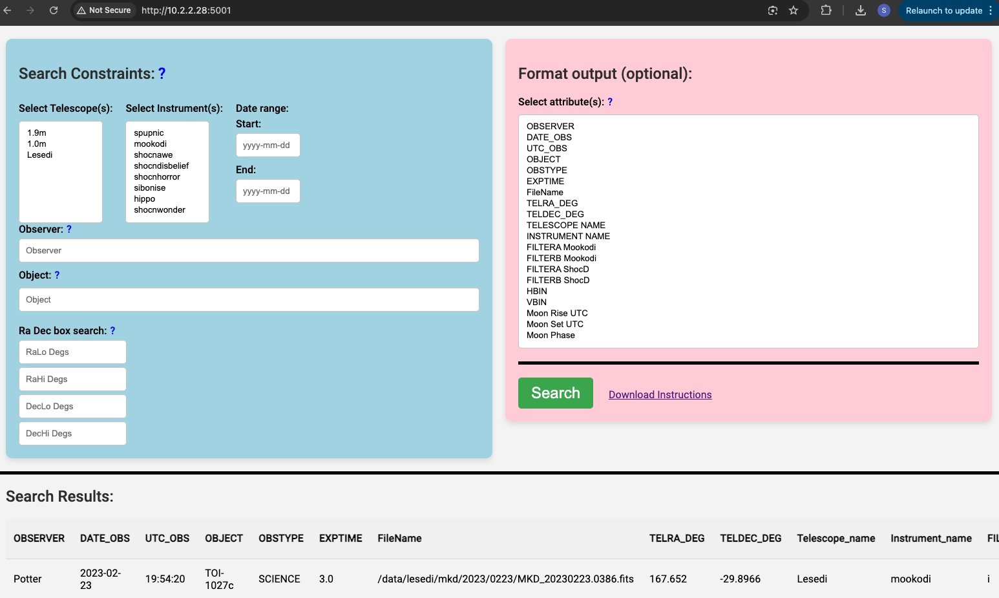 Not Secure http://10.2.2.28:5001 S Relaunch to update
Search Constraints: ?
Select Telescope(s):
1.9m
1.0m
Lesedi
Select Instrument(s):
spupnic
mookodi
shocnawe
shocndisbelief
shocnhorror
sibonise
hippo
shocnwonder
Date range:
Start:
yyyy-mm-dd
End:
yyyy-mm-dd
Observer: ?
Observer
Object: ?
Object
Ra Dec box search: ?
RaLo Degs
RaHi Degs
DecLo Degs
DecHi Degs
Format output (optional):
Select attribute(s): ?
OBSERVER
DATE_OBS
UTC_OBS
OBJECT
OBSTYPE
EXPTIME
FileName
TELRA_DEG
TELDEC_DEG
TELESCOPE NAME
INSTRUMENT NAME
FILTERA Mookodi
FILTERB Mookodi
FILTERA ShocD
FILTERB ShocD
HBIN
VBIN
Moon Rise UTC
Moon Set UTC
Moon Phase
Search Download Instructions
Search Results:
OBSERVER DATE_OBS UTC_OBS OBJECT OBSTYPE EXPTIME FileName TELRA_DEG TELDEC_DEG Telescope_name Instrument_name FIL
Potter 2023-02-23 19:54:20 TOI-1027c SCIENCE 3.0 /data/lesedi/mkd/2023/0223/MKD_20230223.0386.fits 167.652 -29.8966 Lesedi mookodi i